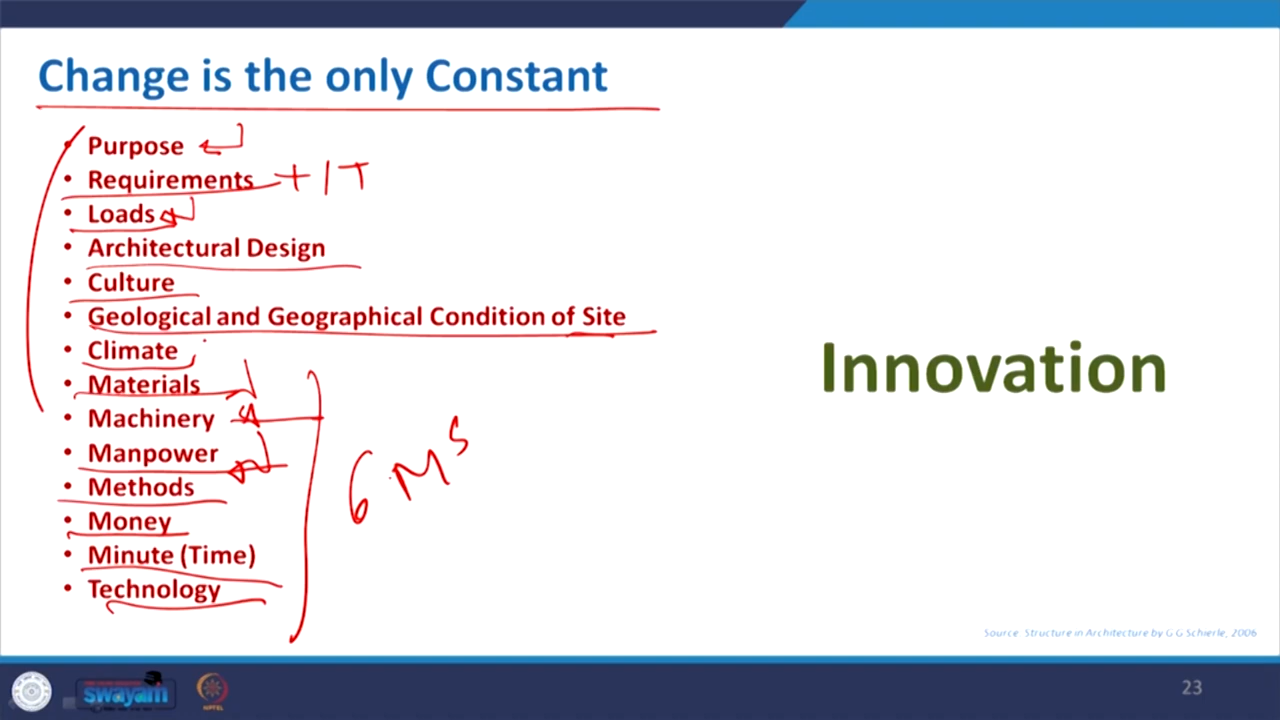 Change is the only Constant
• Purpose
• Requirements + IT
• Loads
• Architectural Design
• Culture
• Geological and Geographical Condition of Site
• Climate
• Materials
• Machinery
• Manpower
• Methods
• Money
• Minute (Time)
• Technology
6 Ms
Innovation
Source: Structure in Architecture by G G Schierle, 2006
swayam
NPTEL
23